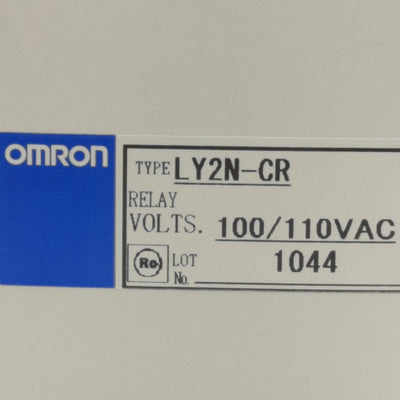 OMRON
TYPE LY2N-CR
RELAY
VOLTS. 100/110VAC
Ro LOT No. 1044